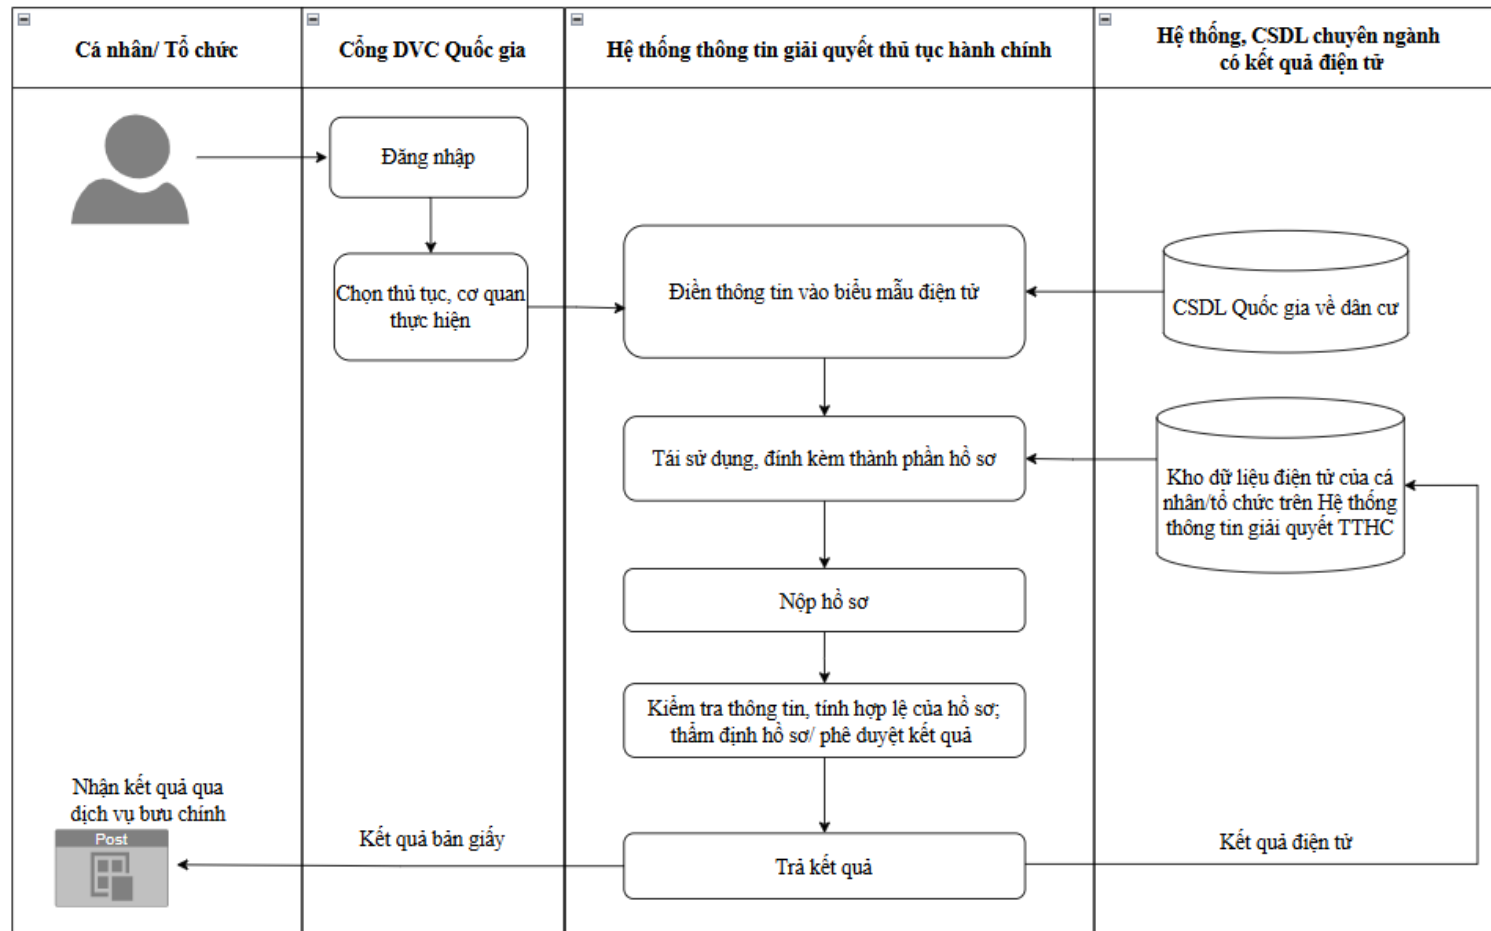 Cá nhân/ Tổ chức
Cổng DVC Quốc gia
Hệ thống thông tin giải quyết thủ tục hành chính
Hệ thống, CSDL chuyên ngành
có kết quả điện tử
Đăng nhập
Chọn thủ tục, cơ quan
thực hiện
Điền thông tin vào biểu mẫu điện tử
CSDL Quốc gia về dân cư
Tái sử dụng, đính kèm thành phần hồ sơ
Kho dữ liệu điện tử của cá
nhân/tổ chức trên Hệ thống
thông tin giải quyết TTHC
Nộp hồ sơ
Kiểm tra thông tin, tính hợp lệ của hồ sơ;
thẩm định hồ sơ/ phê duyệt kết quả
Nhận kết quả qua
dịch vụ bưu chính
Post
Kết quả bản giấy
Trả kết quả
Kết quả điện tử